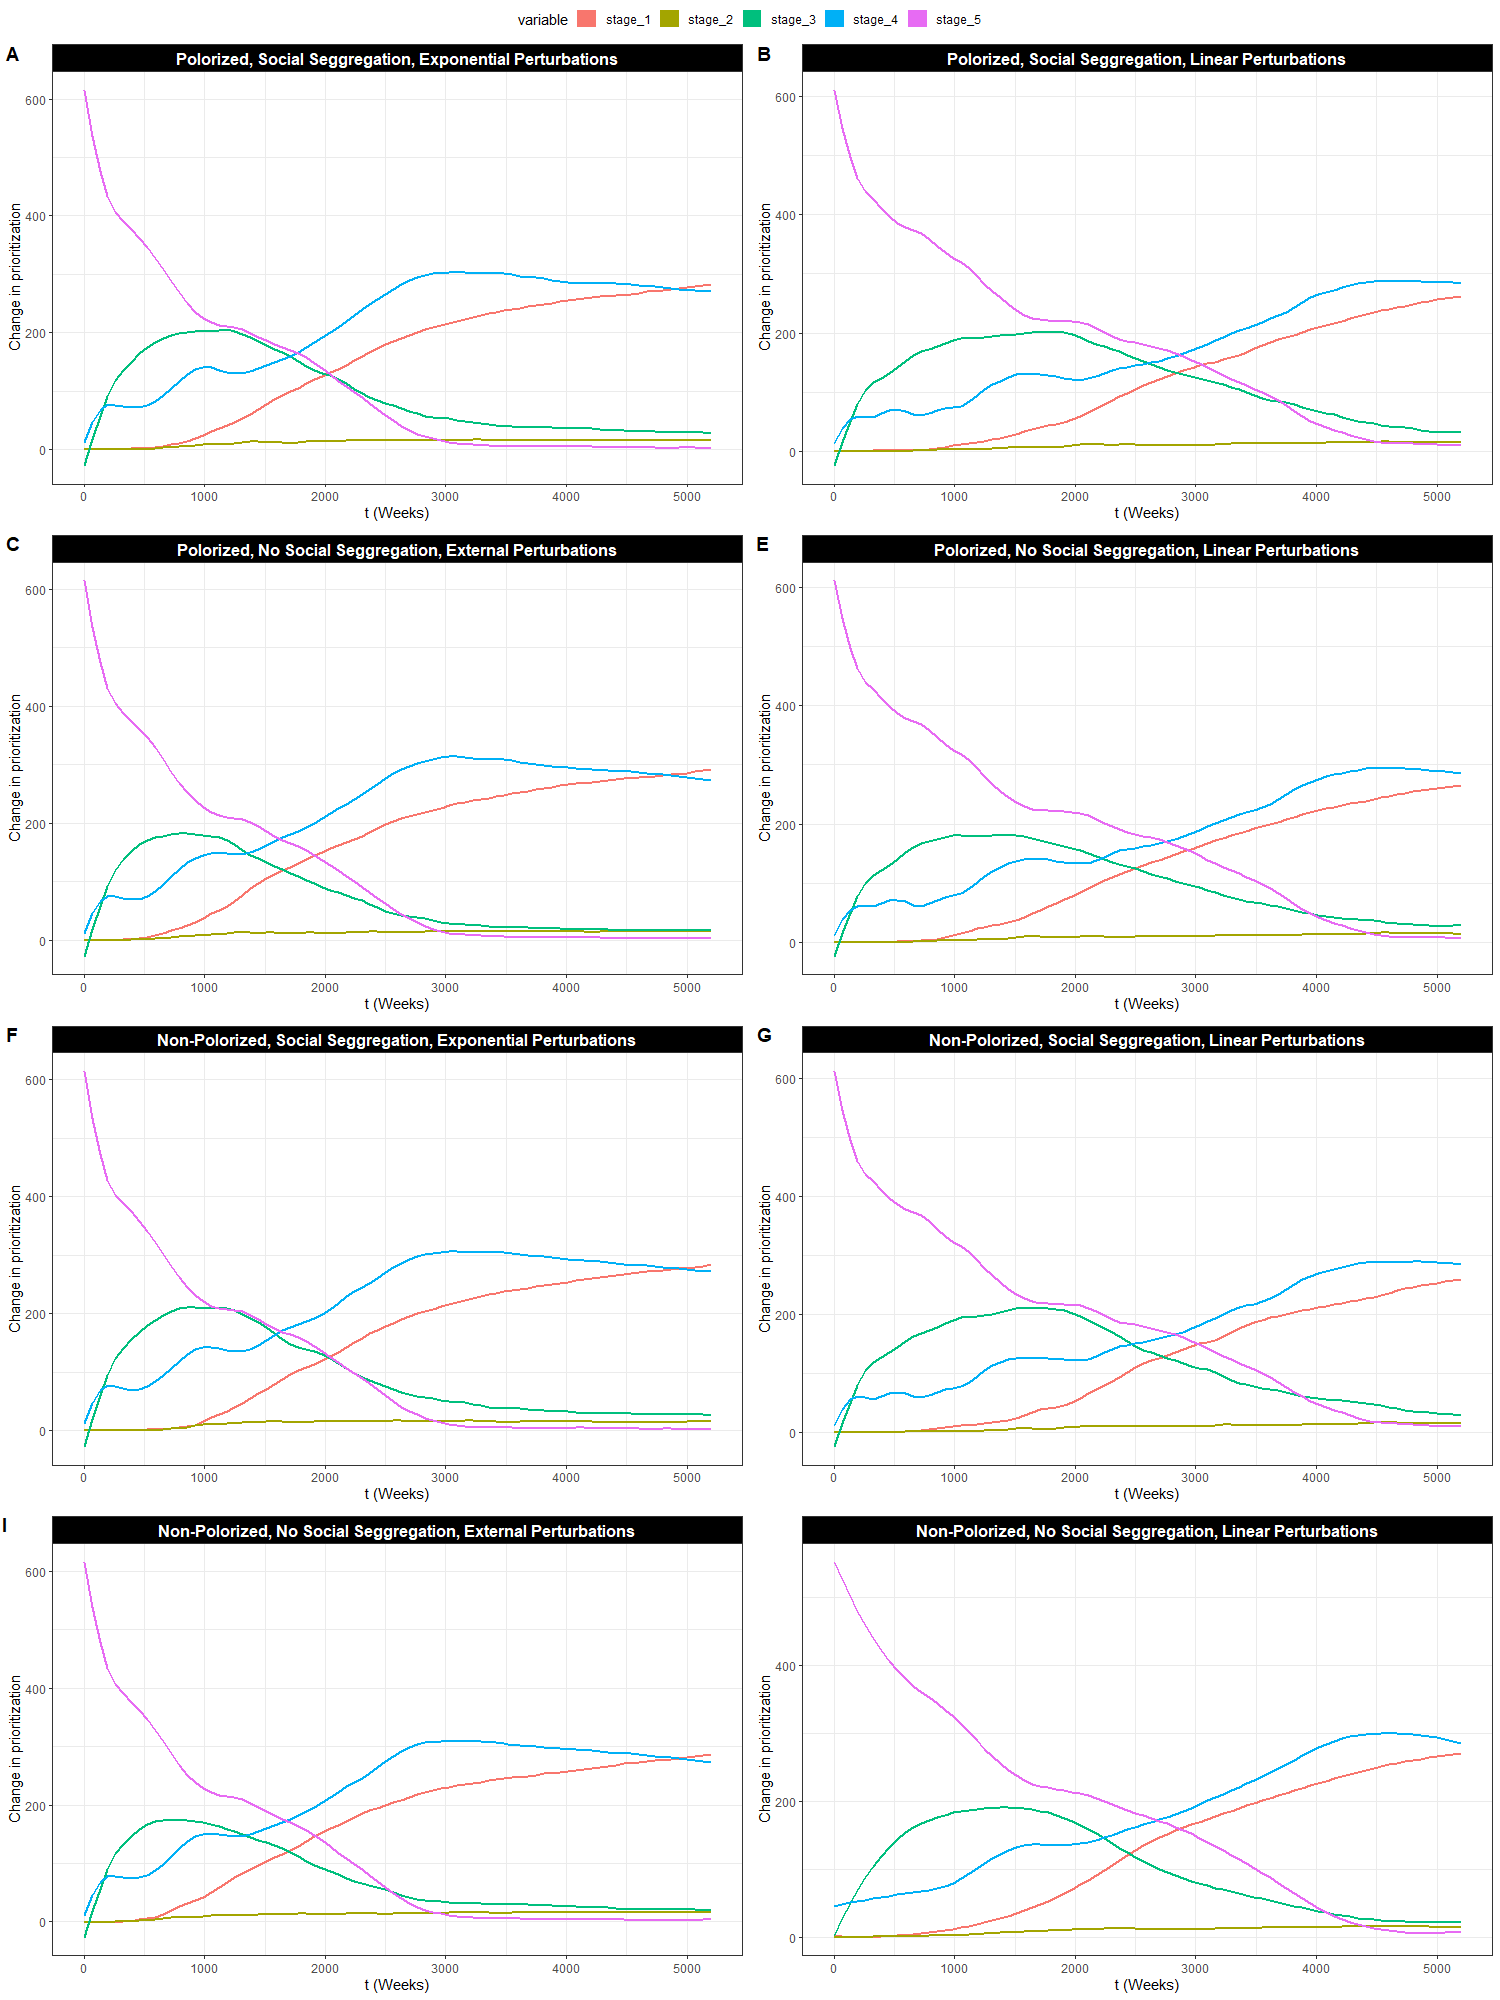 variable stage_1 stage_2 stage_3 stage_4 stage_5
A
Polorized, Social Seggregation, Exponential Perturbations
Change in prioritization
600
400
200
0
0 1000 2000 3000 4000 5000
t (Weeks)
B
Polorized, Social Seggregation, Linear Perturbations
Change in prioritization
600
400
200
0
0 1000 2000 3000 4000 5000
t (Weeks)
C
Polorized, No Social Seggregation, External Perturbations
Change in prioritization
600
400
200
0
0 1000 2000 3000 4000 5000
t (Weeks)
E
Polorized, No Social Seggregation, Linear Perturbations
Change in prioritization
600
400
200
0
0 1000 2000 3000 4000 5000
t (Weeks)
F
Non-Polorized, Social Seggregation, Exponential Perturbations
Change in prioritization
600
400
200
0
0 1000 2000 3000 4000 5000
t (Weeks)
G
Non-Polorized, Social Seggregation, Linear Perturbations
Change in prioritization
600
400
200
0
0 1000 2000 3000 4000 5000
t (Weeks)
I
Non-Polorized, No Social Seggregation, External Perturbations
Change in prioritization
600
400
200
0
0 1000 2000 3000 4000 5000
t (Weeks)
Non-Polorized, No Social Seggregation, Linear Perturbations
Change in prioritization
400
200
0
0 1000 2000 3000 4000 5000
t (Weeks)